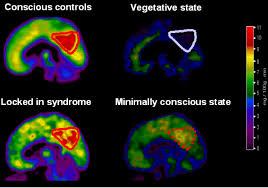 Conscious controls
Vegetative state
Locked in syndrome
Minimally conscious state